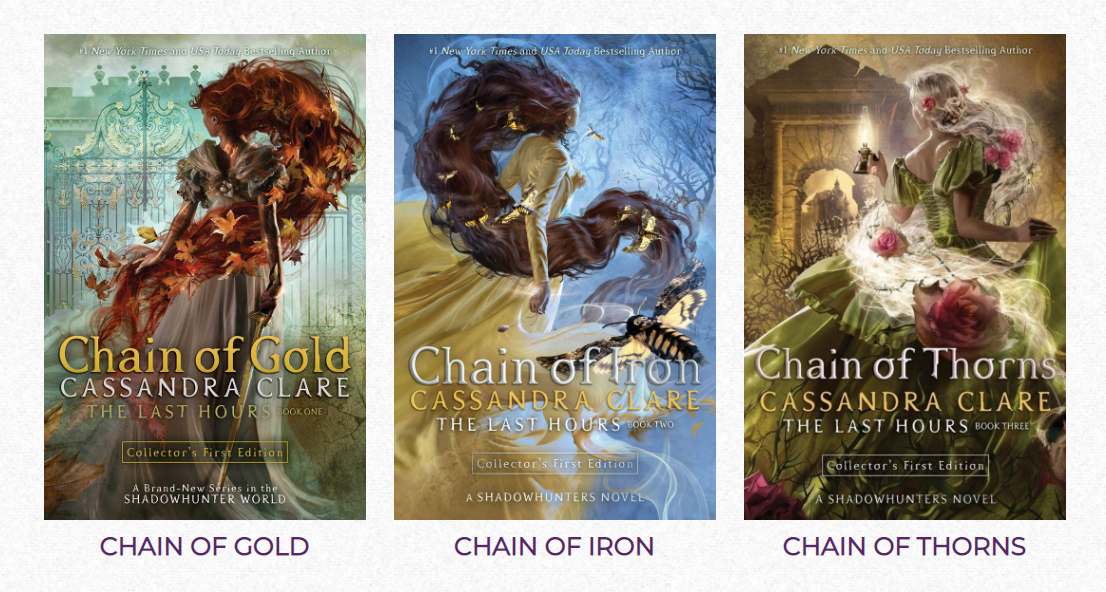 #1 New York Times and USA Today Bestselling Author
Chain of Gold
CASSANDRA CLARE
THE LAST HOURS BOOK ONE
Collector's First Edition
A Brand-New Series in the
SHADOWHUNTER WORLD
CHAIN OF GOLD
#1 New York Times and USA Today Bestselling Author
Chain of Iron
CASSANDRA CLARE
THE LAST HOURS BOOK TWO
Collector's First Edition
A SHADOWHUNTERS NOVEL
CHAIN OF IRON
#1 New York Times and USA Today Bestselling Author
Chain of Thorns
CASSANDRA CLARE
THE LAST HOURS BOOK THREE
Collector's First Edition
A SHADOWHUNTERS NOVEL
CHAIN OF THORNS